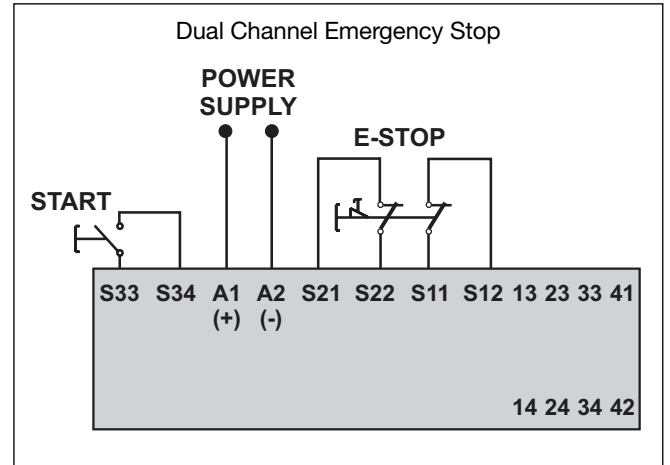 Dual Channel Emergency Stop
POWER
SUPPLY
E-STOP
START
S33 S34 A1 A2 S21 S22 S11 S12 13 23 33 41
(+) (-)
14 24 34 42